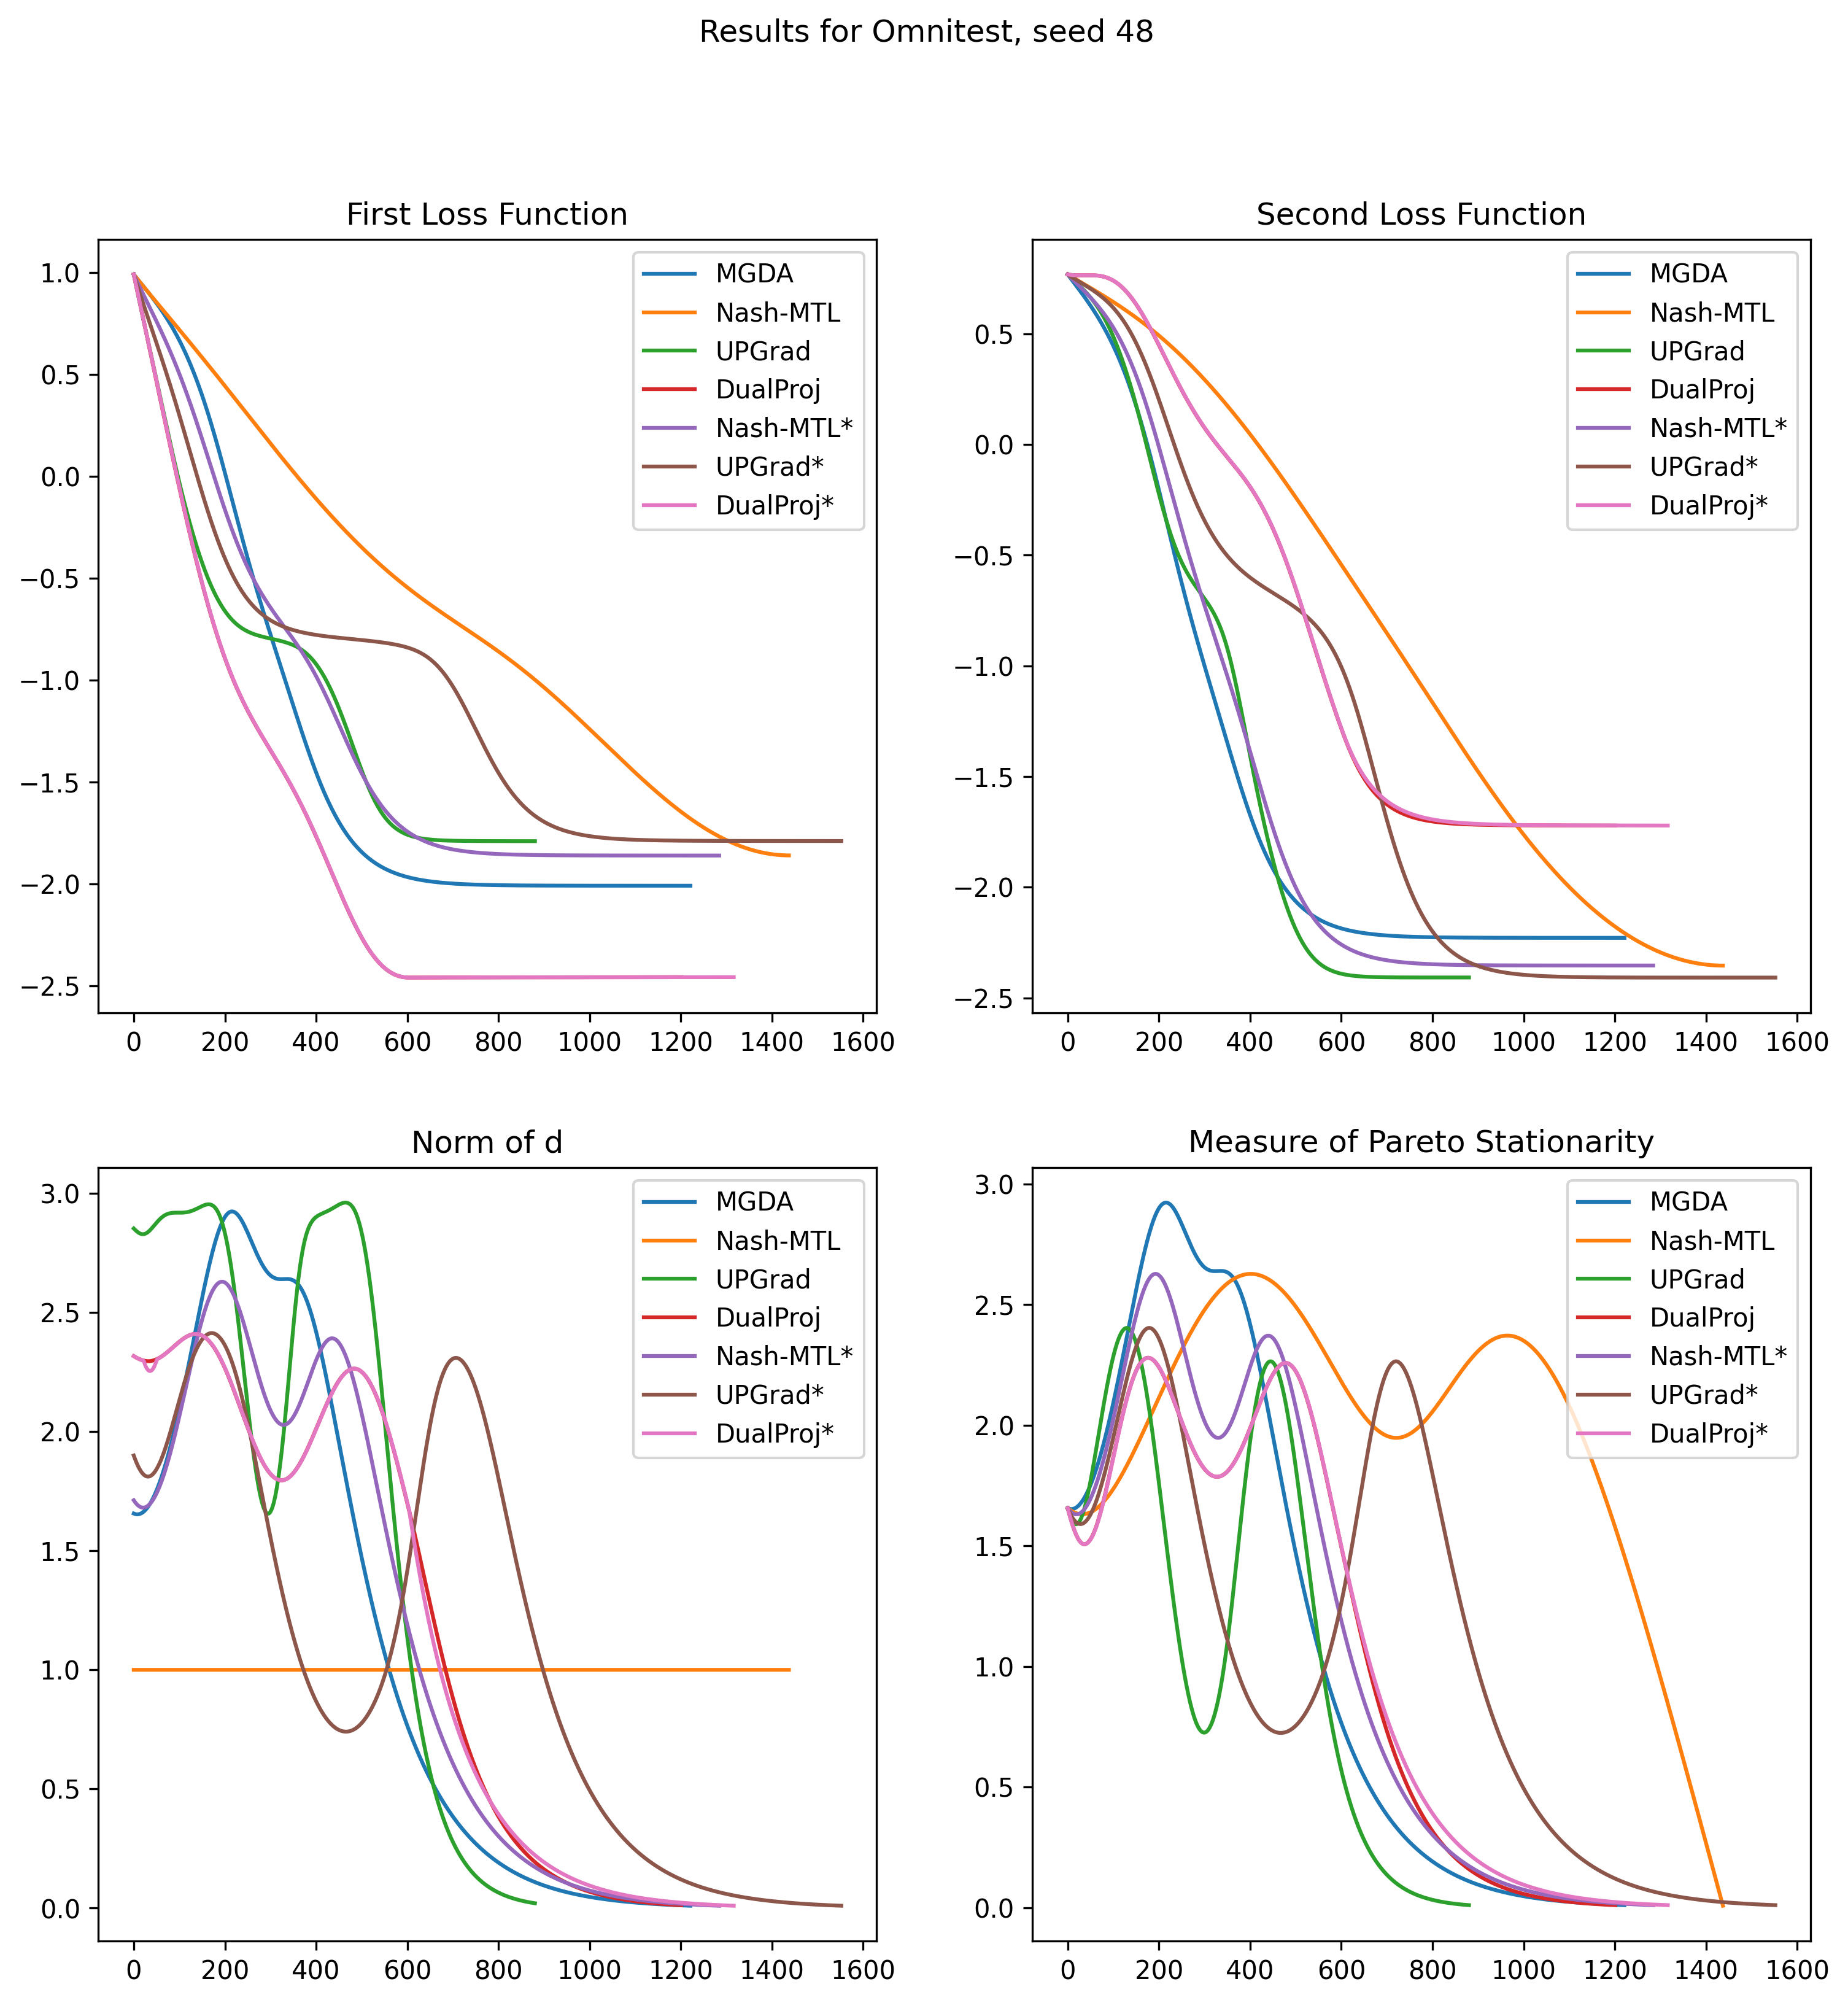 Results for Omnitest, seed 48
First Loss Function
1.0
0.5
0.0
−0.5
−1.0
−1.5
−2.0
−2.5
0 200 400 600 800 1000 1200 1400 1600
MGDA
Nash-MTL
UPGrad
DualProj
Nash-MTL*
UPGrad*
DualProj*
Second Loss Function
0.5
0.0
−0.5
−1.0
−1.5
−2.0
−2.5
0 200 400 600 800 1000 1200 1400 1600
MGDA
Nash-MTL
UPGrad
DualProj
Nash-MTL*
UPGrad*
DualProj*
Norm of d
3.0
2.5
2.0
1.5
1.0
0.5
0.0
0 200 400 600 800 1000 1200 1400 1600
MGDA
Nash-MTL
UPGrad
DualProj
Nash-MTL*
UPGrad*
DualProj*
Measure of Pareto Stationarity
3.0
2.5
2.0
1.5
1.0
0.5
0.0
0 200 400 600 800 1000 1200 1400 1600
MGDA
Nash-MTL
UPGrad
DualProj
Nash-MTL*
UPGrad*
DualProj*